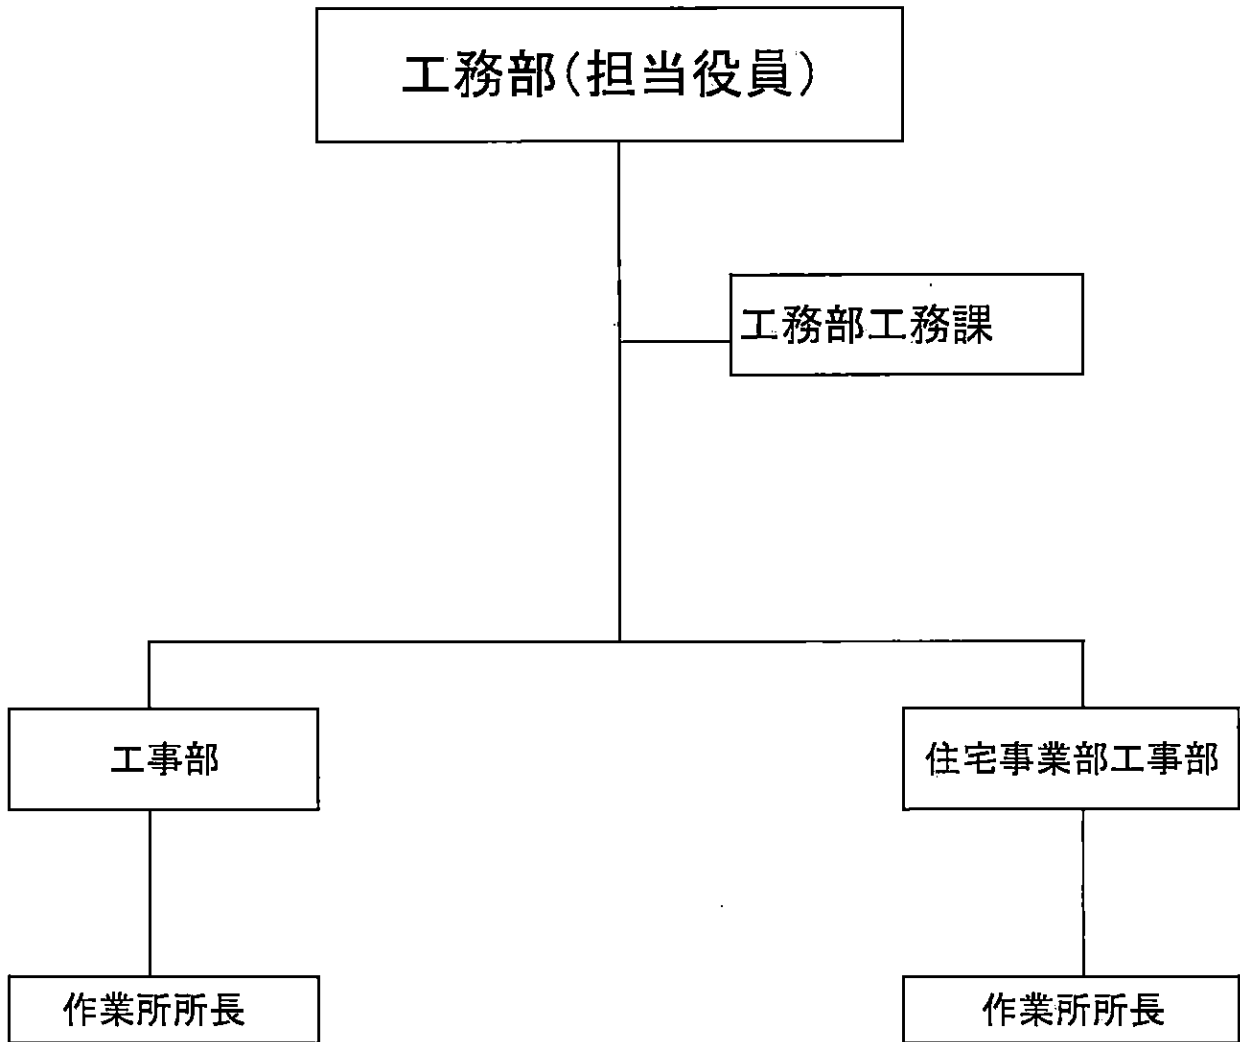 工務部(担当役員)
工務部工務課
工事部
住宅事業部工事部
作業所所長
作業所所長